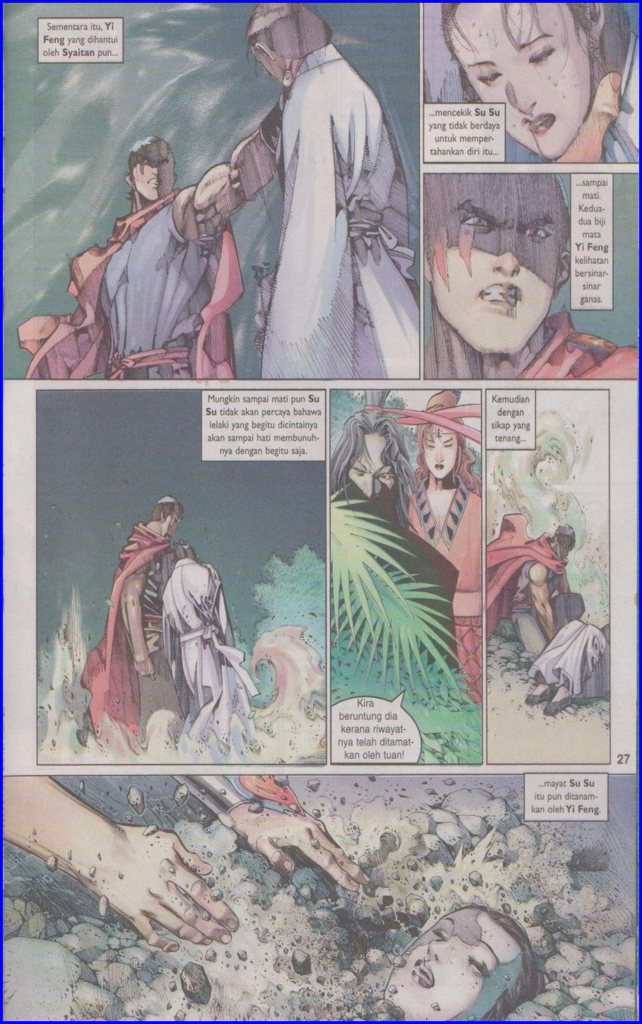 Sementara itu, Yi
Feng yang dihantui
oleh Syaitan pun...
...mencekik Su Su
yang tidak berdaya
untuk memper-
tahankan diri itu...
...sampai
mati.
Kedua-
dua biji
mata
Yi Feng
kelihatan
bersinar-
sinar
ganas.
Mungkin sampai mati pun Su
Su tidak akan percaya bahawa
lelaki yang begitu dicintainya
akan sampai hati membunuh-
nya dengan begitu saja.
Kira
beruntung dia
kerana riwayat-
nya telah ditamat-
kan oleh tuan!
Kemudian
dengan
sikap yang
tenang...
27
...mayat Su Su
itu pun ditanam-
kan oleh Yi Feng.